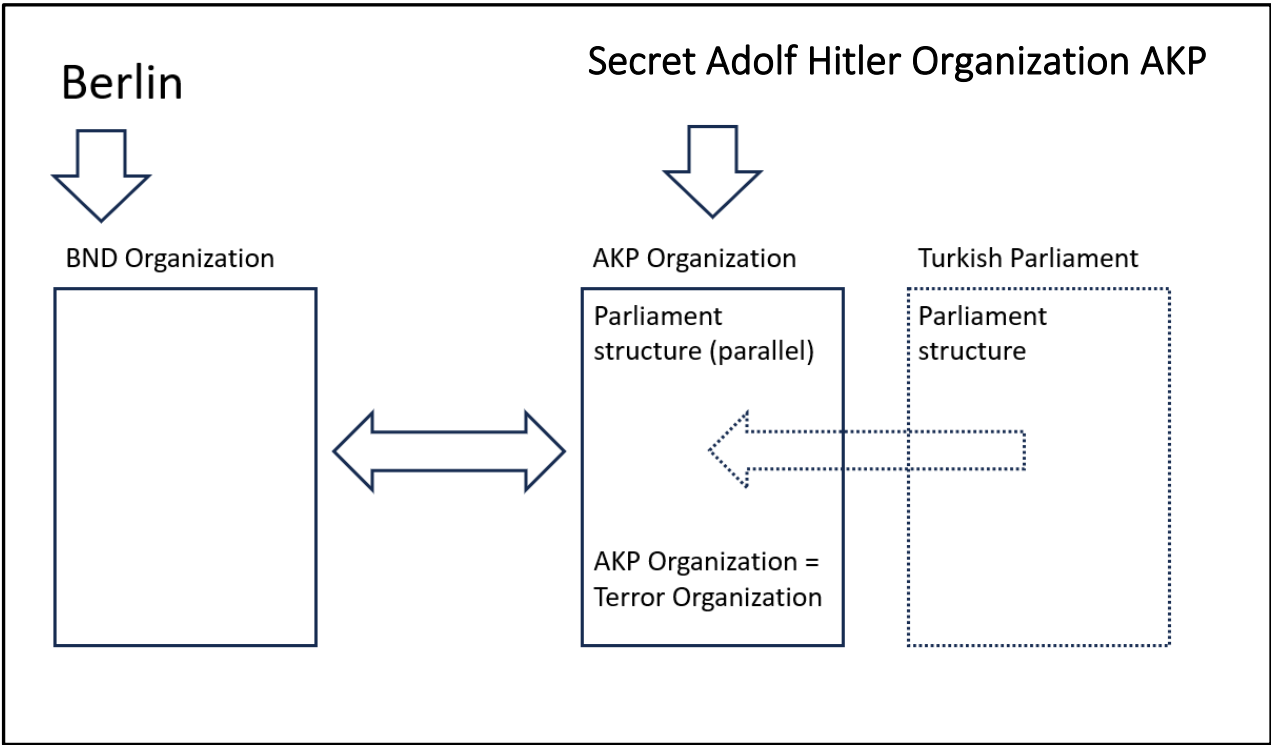 Berlin
Secret Adolf Hitler Organization AKP
BND Organization
AKP Organization
Turkish Parliament
Parliament
structure (parallel)
Parliament
structure
AKP Organization =
Terror Organization